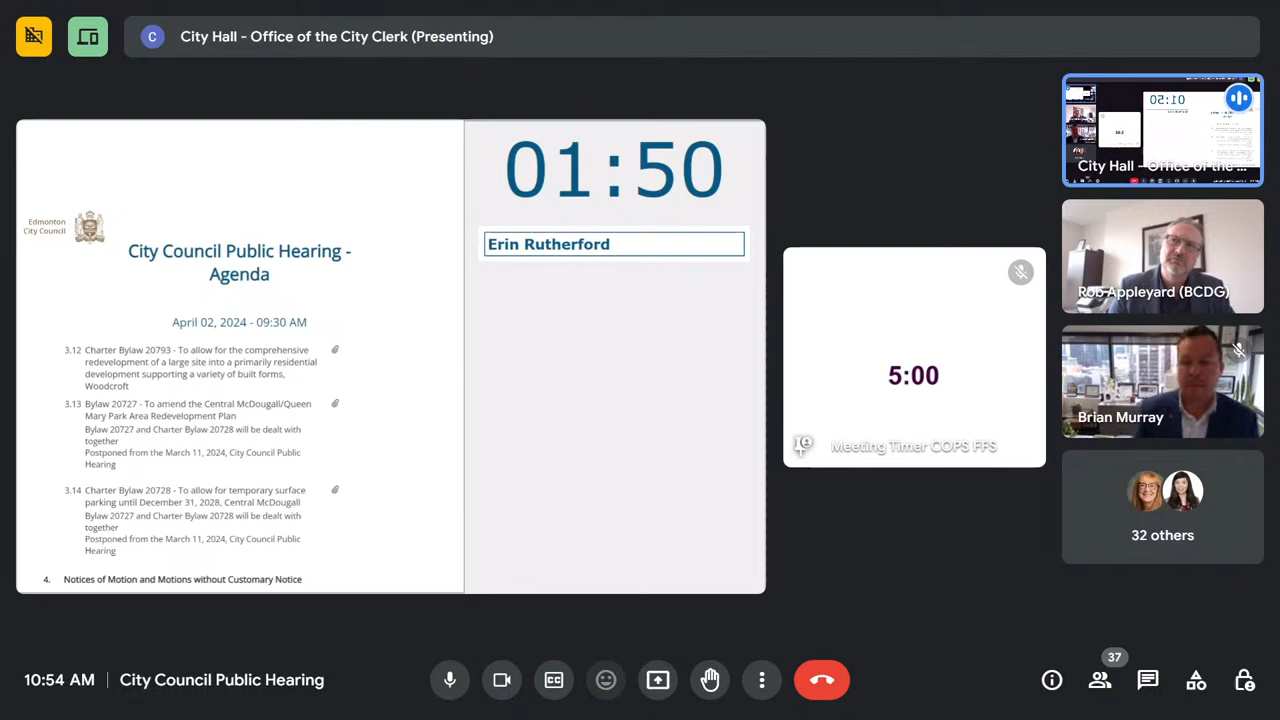 C City Hall - Office of the City Clerk (Presenting)
Edmonton
City Council
City Council Public Hearing -
Agenda
April 02, 2024 - 09:30 AM
3.12 Charter Bylaw 20793 - To allow for the comprehensive
redevelopment of a large site into a primarily residential
development supporting a variety of built forms,
Woodcroft
3.13 Bylaw 20727 - To amend the Central McDougall/Queen
Mary Park Area Redevelopment Plan
Bylaw 20727 and Charter Bylaw 20728 will be dealt with
together
Postponed from the March 11, 2024, City Council Public
Hearing
3.14 Charter Bylaw 20728 - To allow for temporary surface
parking until December 31, 2028, Central McDougall
Bylaw 20727 and Charter Bylaw 20728 will be dealt with
together
Postponed from the March 11, 2024, City Council Public
Hearing
4. Notices of Motion and Motions without Customary Notice
01:50
Erin Rutherford
5:00
Meeting Timer COPS FFS
01:50
City Hall - Office of the ...
Rob Appleyard (BCDG)
Brian Murray
32 others
10:54 AM | City Council Public Hearing
CC
37